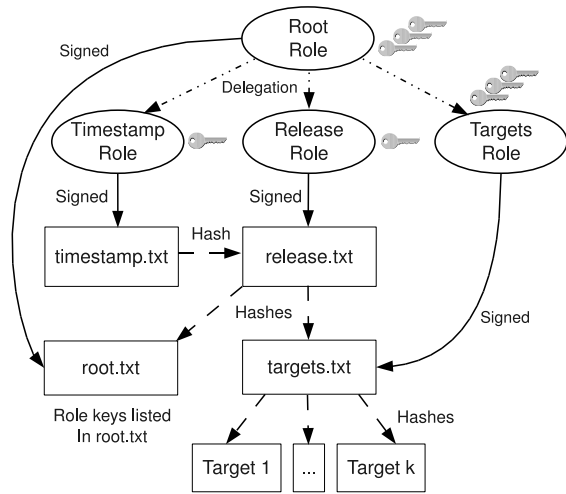 Root
Role
Signed
Delegation
Timestamp
Role
Release
Role
Targets
Role
Signed
Signed
timestamp.txt
Hash
release.txt
Hashes
Signed
root.txt
targets.txt
Role keys listed
In root.txt
Hashes
Target 1
...
Target k